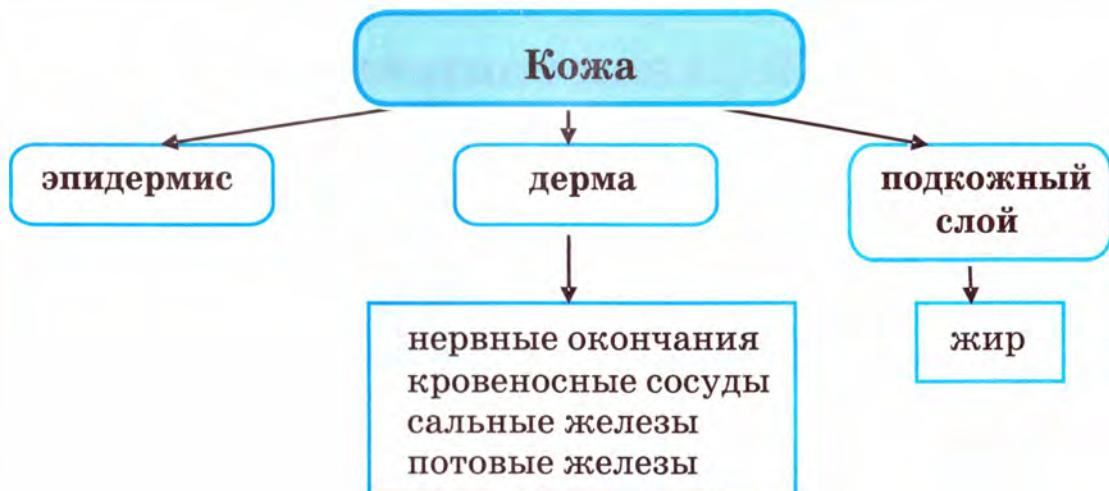 Кожа
эпидермис
дерма
подкожный
слой
нервные окончания
кровеносные сосуды
сальные железы
потовые железы
жир